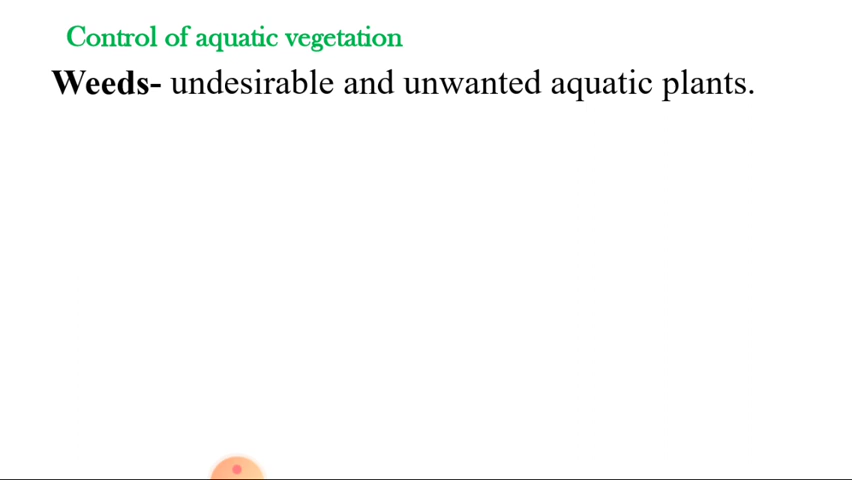 Control of aquatic vegetation
Weeds- undesirable and unwanted aquatic plants.